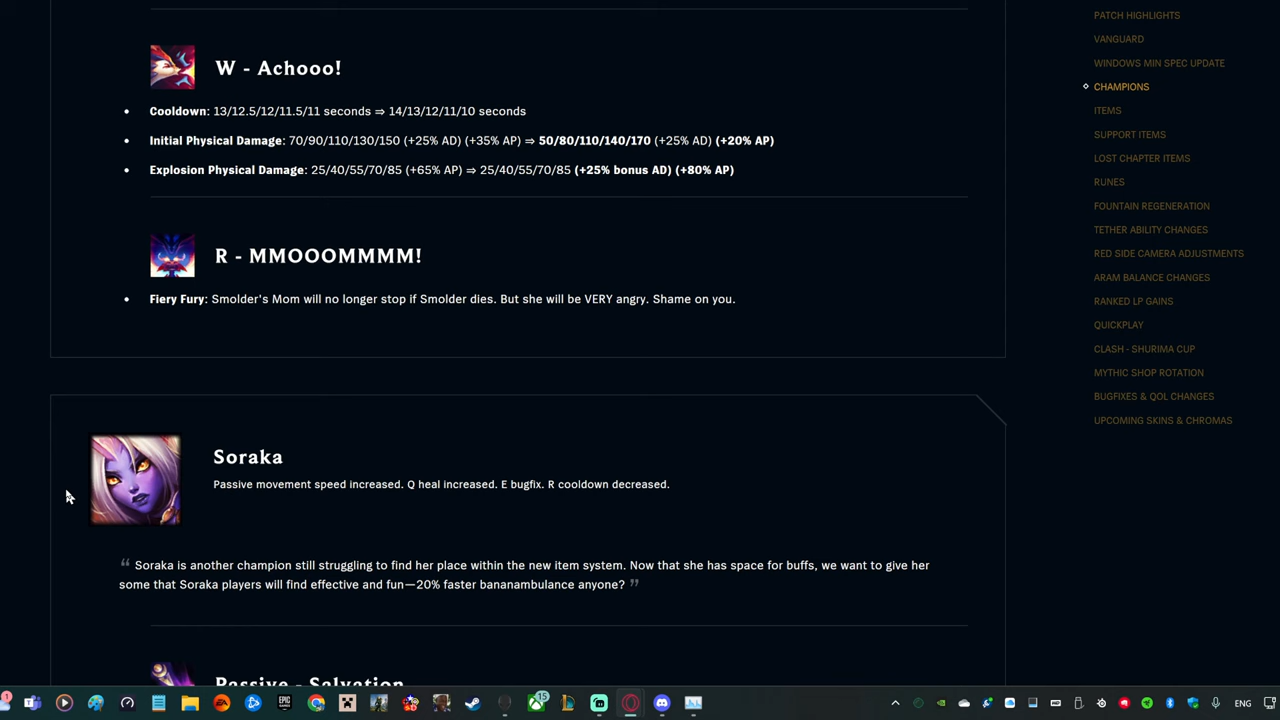 PATCH HIGHLIGHTS
VANGUARD
WINDOWS MIN SPEC UPDATE
CHAMPIONS
ITEMS
SUPPORT ITEMS
LOST CHAPTER ITEMS
RUNES
FOUNTAIN REGENERATION
TETHER ABILITY CHANGES
RED SIDE CAMERA ADJUSTMENTS
ARAM BALANCE CHANGES
RANKED LP GAINS
QUICKPLAY
CLASH - SHURIMA CUP
MYTHIC SHOP ROTATION
BUGFIXES & QOL CHANGES
UPCOMING SKINS & CHROMAS
W - Achooo!
• Cooldown: 13/12.5/12/11.5/11 seconds ⇒ 14/13/12/11/10 seconds
• Initial Physical Damage: 70/90/110/130/150 (+25% AD) (+35% AP) ⇒ 50/80/110/140/170 (+25% AD) (+20% AP)
• Explosion Physical Damage: 25/40/55/70/85 (+65% AP) ⇒ 25/40/55/70/85 (+25% bonus AD) (+80% AP)
R - MMOOOMMMM!
• Fiery Fury: Smolder's Mom will no longer stop if Smolder dies. But she will be VERY angry. Shame on you.
Soraka
Passive movement speed increased. Q heal increased. E bugfix. R cooldown decreased.
“ Soraka is another champion still struggling to find her place within the new item system. Now that she has space for buffs, we want to give her
some that Soraka players will find effective and fun—20% faster bananambulance anyone? ”
Passive - Salvation
1
15
ENG